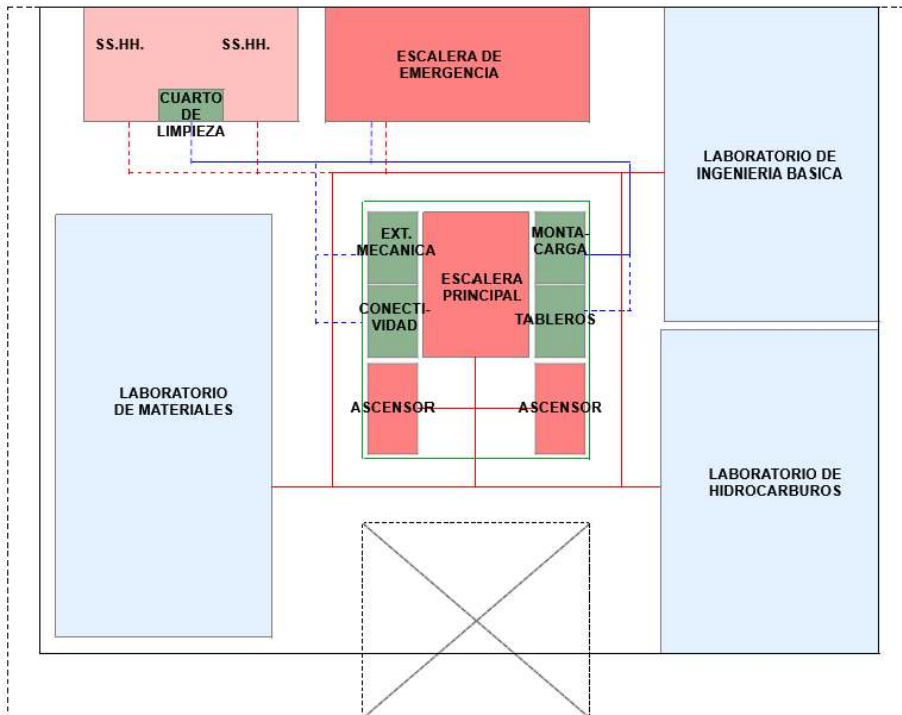 SS.HH.
SS.HH.
CUARTO
DE
LIMPIEZA
ESCALERA DE
EMERGENCIA
LABORATORIO DE
INGENIERIA BASICA
EXT.
MECANICA
ESCALERA
PRINCIPAL
MONTA-
CARGA
CONECTI-
VIDAD
TABLEROS
LABORATORIO
DE MATERIALES
ASCENSOR
ASCENSOR
LABORATORIO DE
HIDROCARBUROS